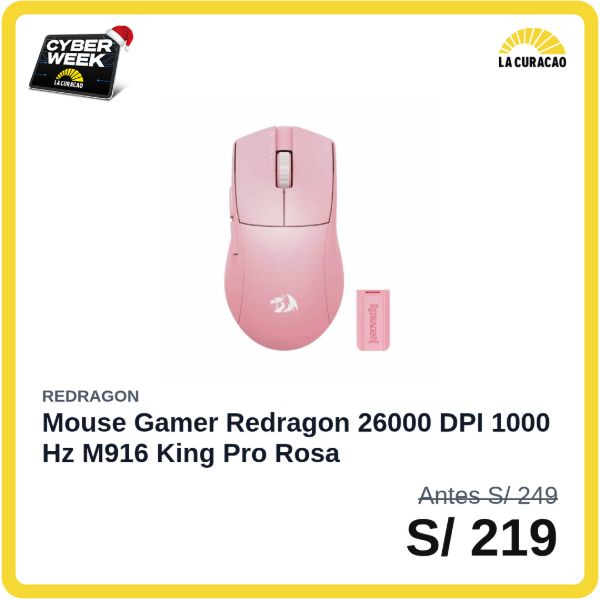 CYBER
WEEK
LA CURACAO
LA CURACAO
REDRAGON
REDRAGON
Mouse Gamer Redragon 26000 DPI 1000
Hz M916 King Pro Rosa
Antes S/ 249
S/ 219